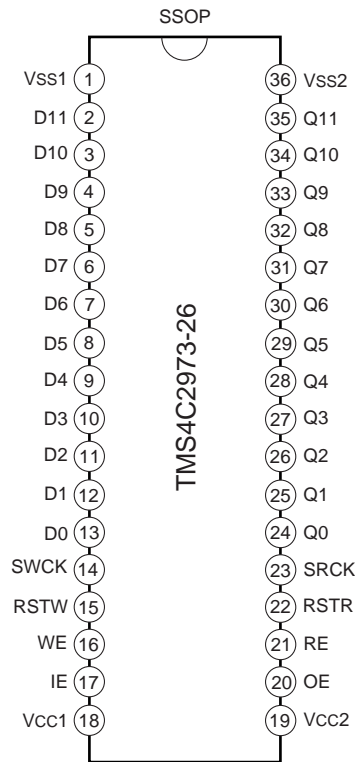 SSOP
VSS1 1 36 VSS2
D11 2 35 Q11
D10 3 34 Q10
D9 4 33 Q9
D8 5 32 Q8
D7 6 31 Q7
D6 7 30 Q6
D5 8 29 Q5
D4 9 28 Q4
D3 10 27 Q3
D2 11 26 Q2
D1 12 25 Q1
D0 13 24 Q0
SWCK 14 23 SRCK
RSTW 15 22 RSTR
WE 16 21 RE
IE 17 20 OE
VCC1 18 19 VCC2
TMS4C2973-26